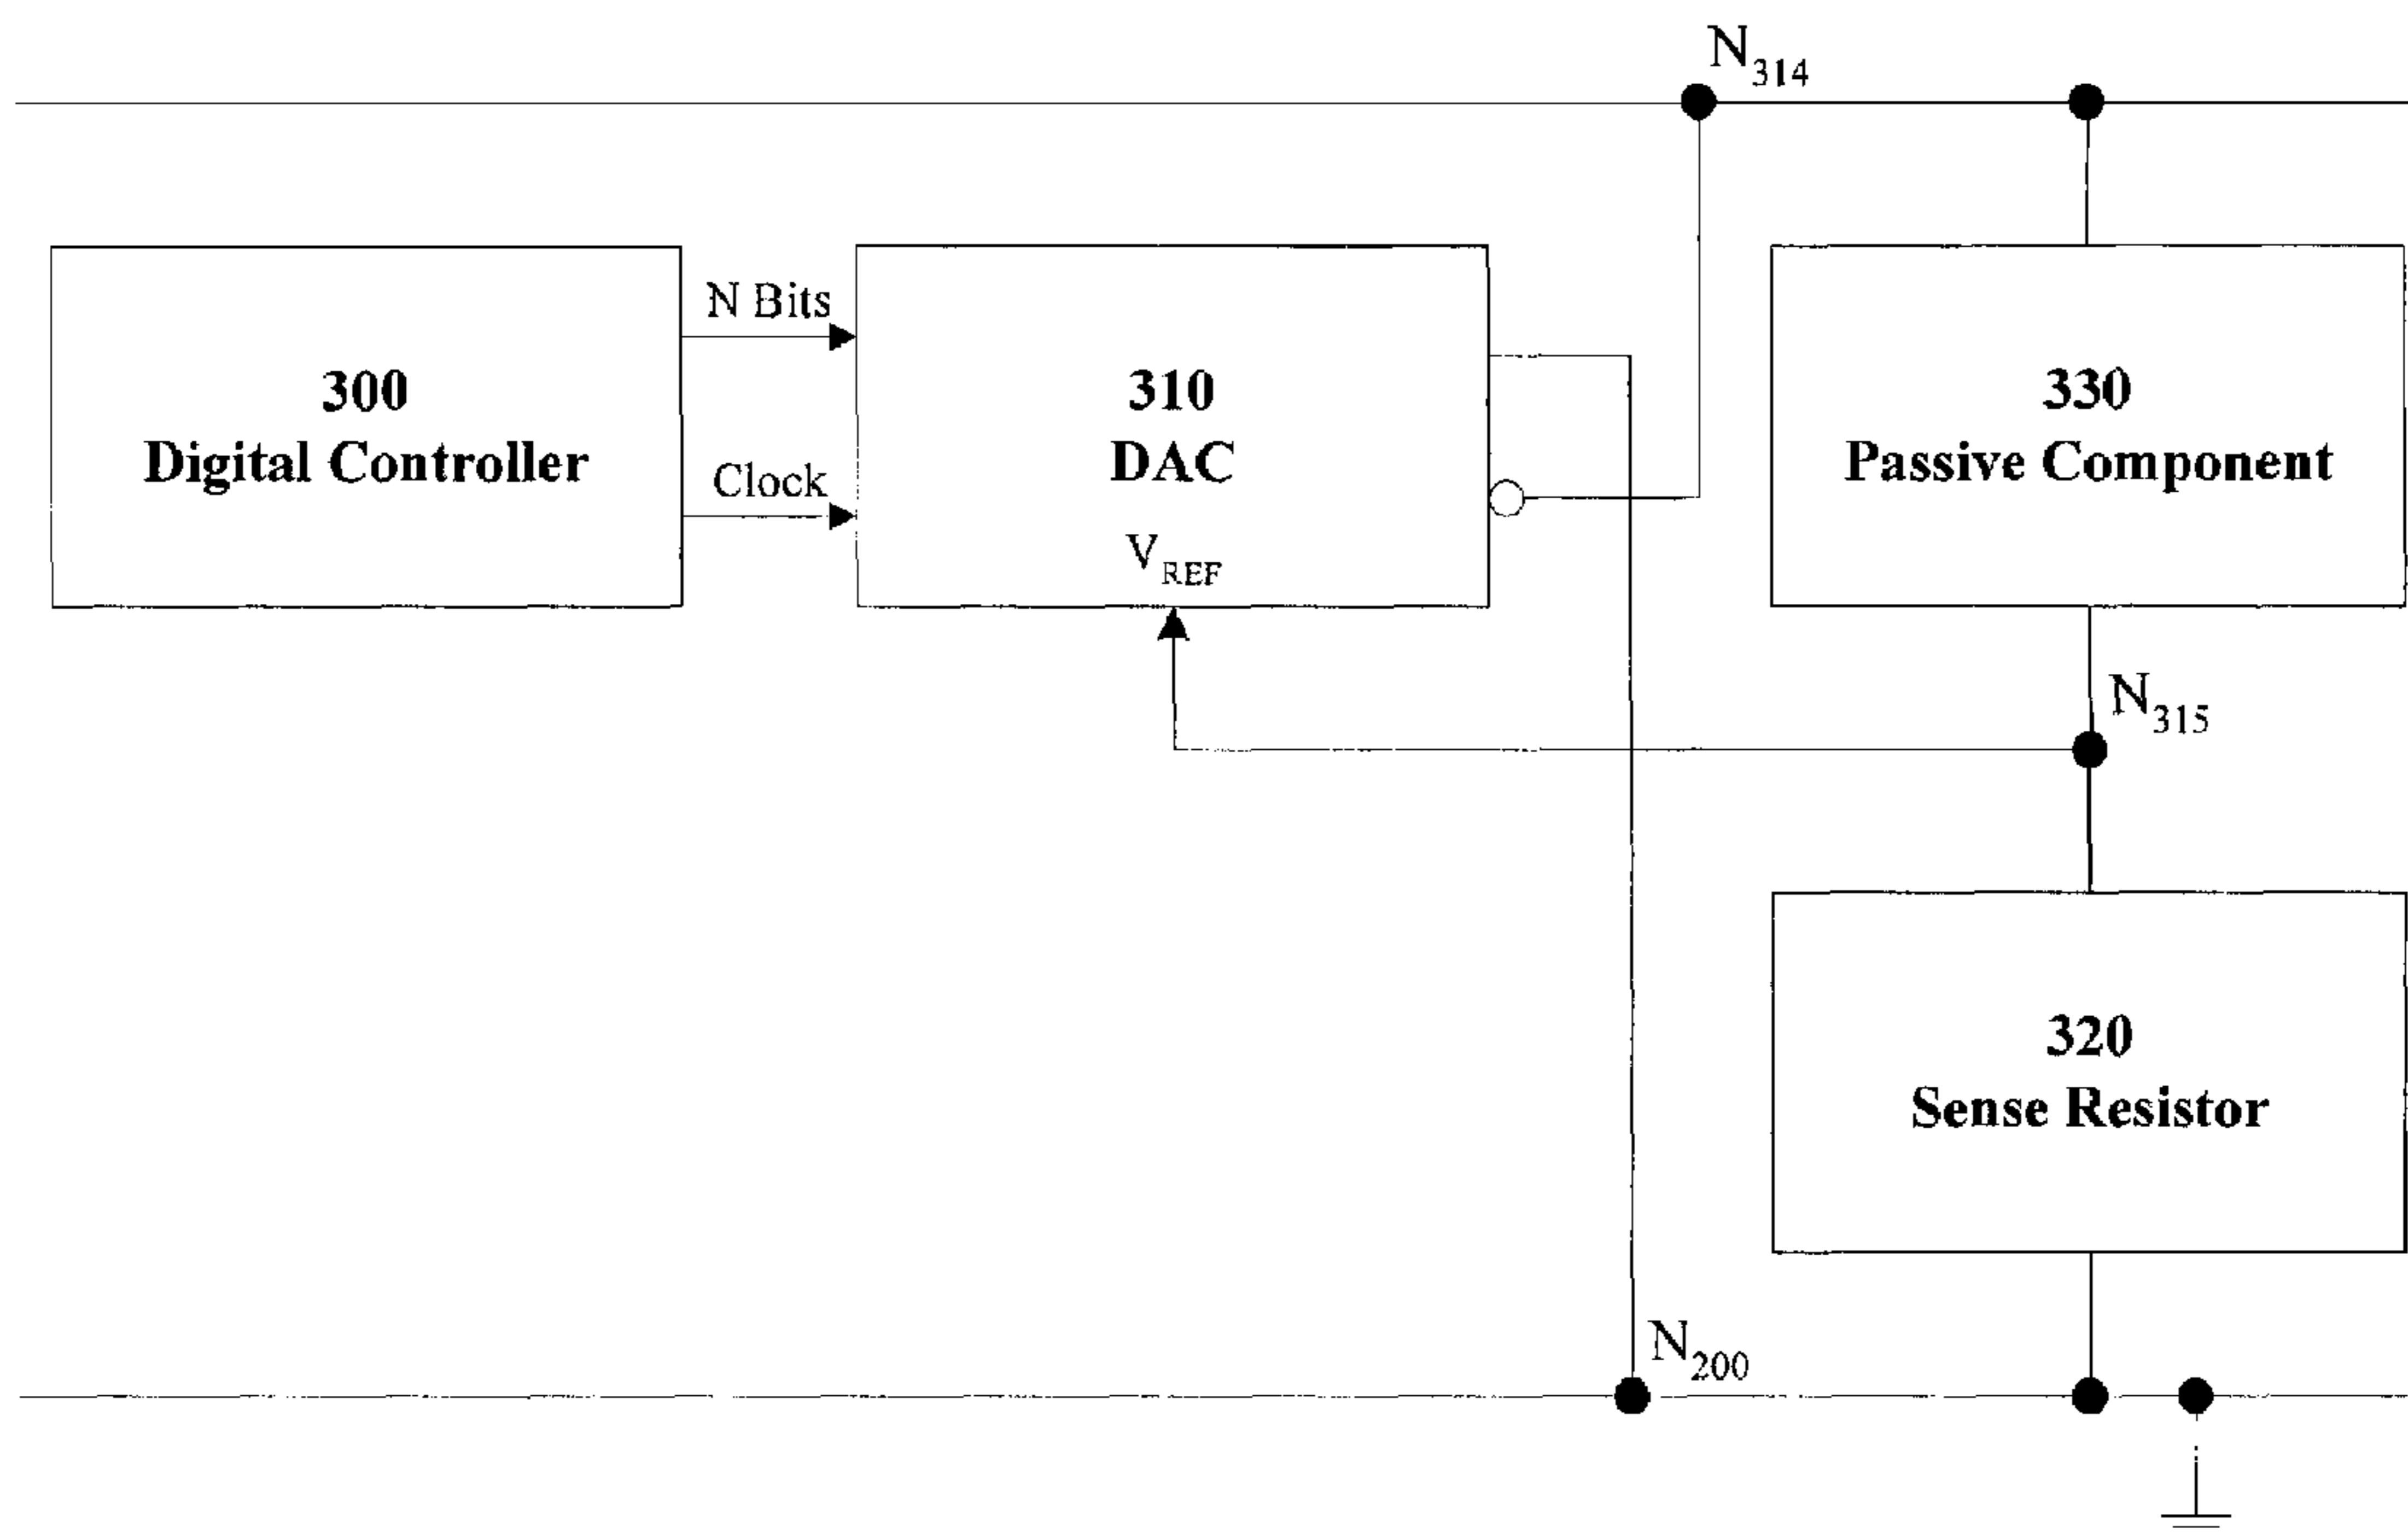 N314
300
Digital Controller
N Bits
Clock
310
DAC
VREF
330
Passive Component
N315
320
Sense Resistor
N200